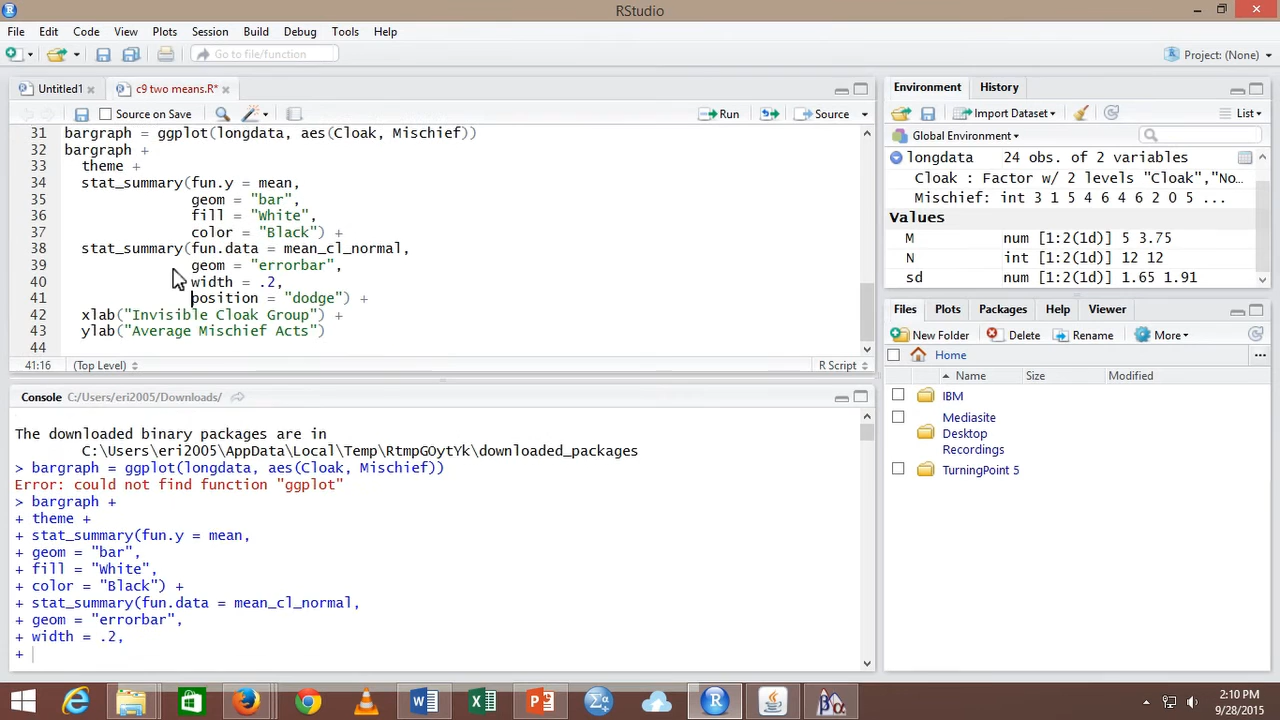 RStudio
File Edit Code View Plots Session Build Debug Tools Help
Go to file/function
Project: (None)
Untitled1
c9 two means.R*
Source on Save
Run
Source
31 bargraph = ggplot(longdata, aes(Cloak, Mischief))
32 bargraph +
33 theme +
34 stat_summary(fun.y = mean,
35 geom = "bar",
36 fill = "White",
37 color = "Black") +
38 stat_summary(fun.data = mean_cl_normal,
39 geom = "errorbar",
40 width = .2,
41 position = "dodge") +
42 xlab("Invisible Cloak Group") +
43 ylab("Average Mischief Acts")
44
41:16 (Top Level) R Script
Console C:/Users/eri2005/Downloads/
The downloaded binary packages are in
C:\Users\eri2005\AppData\Local\Temp\RtmpGOytYk\downloaded_packages
> bargraph = ggplot(longdata, aes(Cloak, Mischief))
Error: could not find function "ggplot"
> bargraph +
+ theme +
+ stat_summary(fun.y = mean,
+ geom = "bar",
+ fill = "White",
+ color = "Black") +
+ stat_summary(fun.data = mean_cl_normal,
+ geom = "errorbar",
+ width = .2,
+
Environment History
Import Dataset List
Global Environment
longdata 24 obs. of 2 variables
Cloak : Factor w/ 2 levels "Cloak","No…
Mischief: int 3 1 5 4 6 4 6 2 0 5 ...
Values
M num [1:2(1d)] 5 3.75
N int [1:2(1d)] 12 12
sd num [1:2(1d)] 1.65 1.91
Files Plots Packages Help Viewer
New Folder Delete Rename More
Home
Name Size Modified
IBM
Mediasite
Desktop
Recordings
TurningPoint 5
2:10 PM
9/28/2015